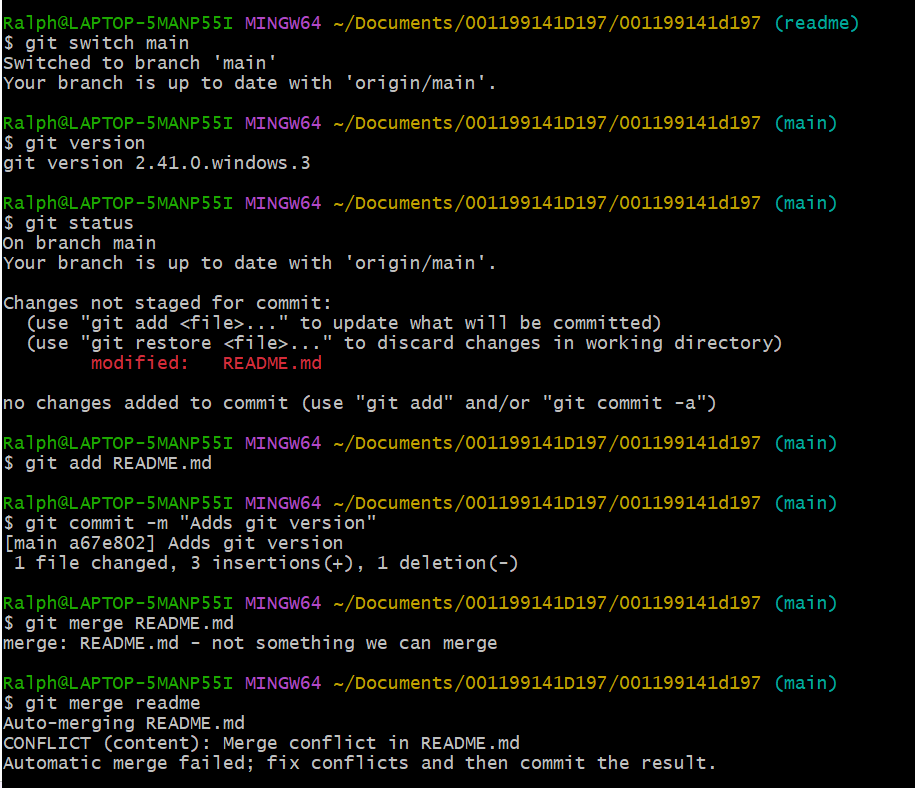 Ralph@LAPTOP-5MANP55I MINGW64 ~/Documents/001199141D197/001199141d197 (readme)
$ git switch main
Switched to branch 'main'
Your branch is up to date with 'origin/main'.
Ralph@LAPTOP-5MANP55I MINGW64 ~/Documents/001199141D197/001199141d197 (main)
$ git version
git version 2.41.0.windows.3
Ralph@LAPTOP-5MANP55I MINGW64 ~/Documents/001199141D197/001199141d197 (main)
$ git status
On branch main
Your branch is up to date with 'origin/main'.
Changes not staged for commit:
  (use "git add <file>..." to update what will be committed)
  (use "git restore <file>..." to discard changes in working directory)
        modified:   README.md
no changes added to commit (use "git add" and/or "git commit -a")
Ralph@LAPTOP-5MANP55I MINGW64 ~/Documents/001199141D197/001199141d197 (main)
$ git add README.md
Ralph@LAPTOP-5MANP55I MINGW64 ~/Documents/001199141D197/001199141d197 (main)
$ git commit -m "Adds git version"
[main a67e802] Adds git version
 1 file changed, 3 insertions(+), 1 deletion(-)
Ralph@LAPTOP-5MANP55I MINGW64 ~/Documents/001199141D197/001199141d197 (main)
$ git merge README.md
merge: README.md - not something we can merge
Ralph@LAPTOP-5MANP55I MINGW64 ~/Documents/001199141D197/001199141d197 (main)
$ git merge readme
Auto-merging README.md
CONFLICT (content): Merge conflict in README.md
Automatic merge failed; fix conflicts and then commit the result.